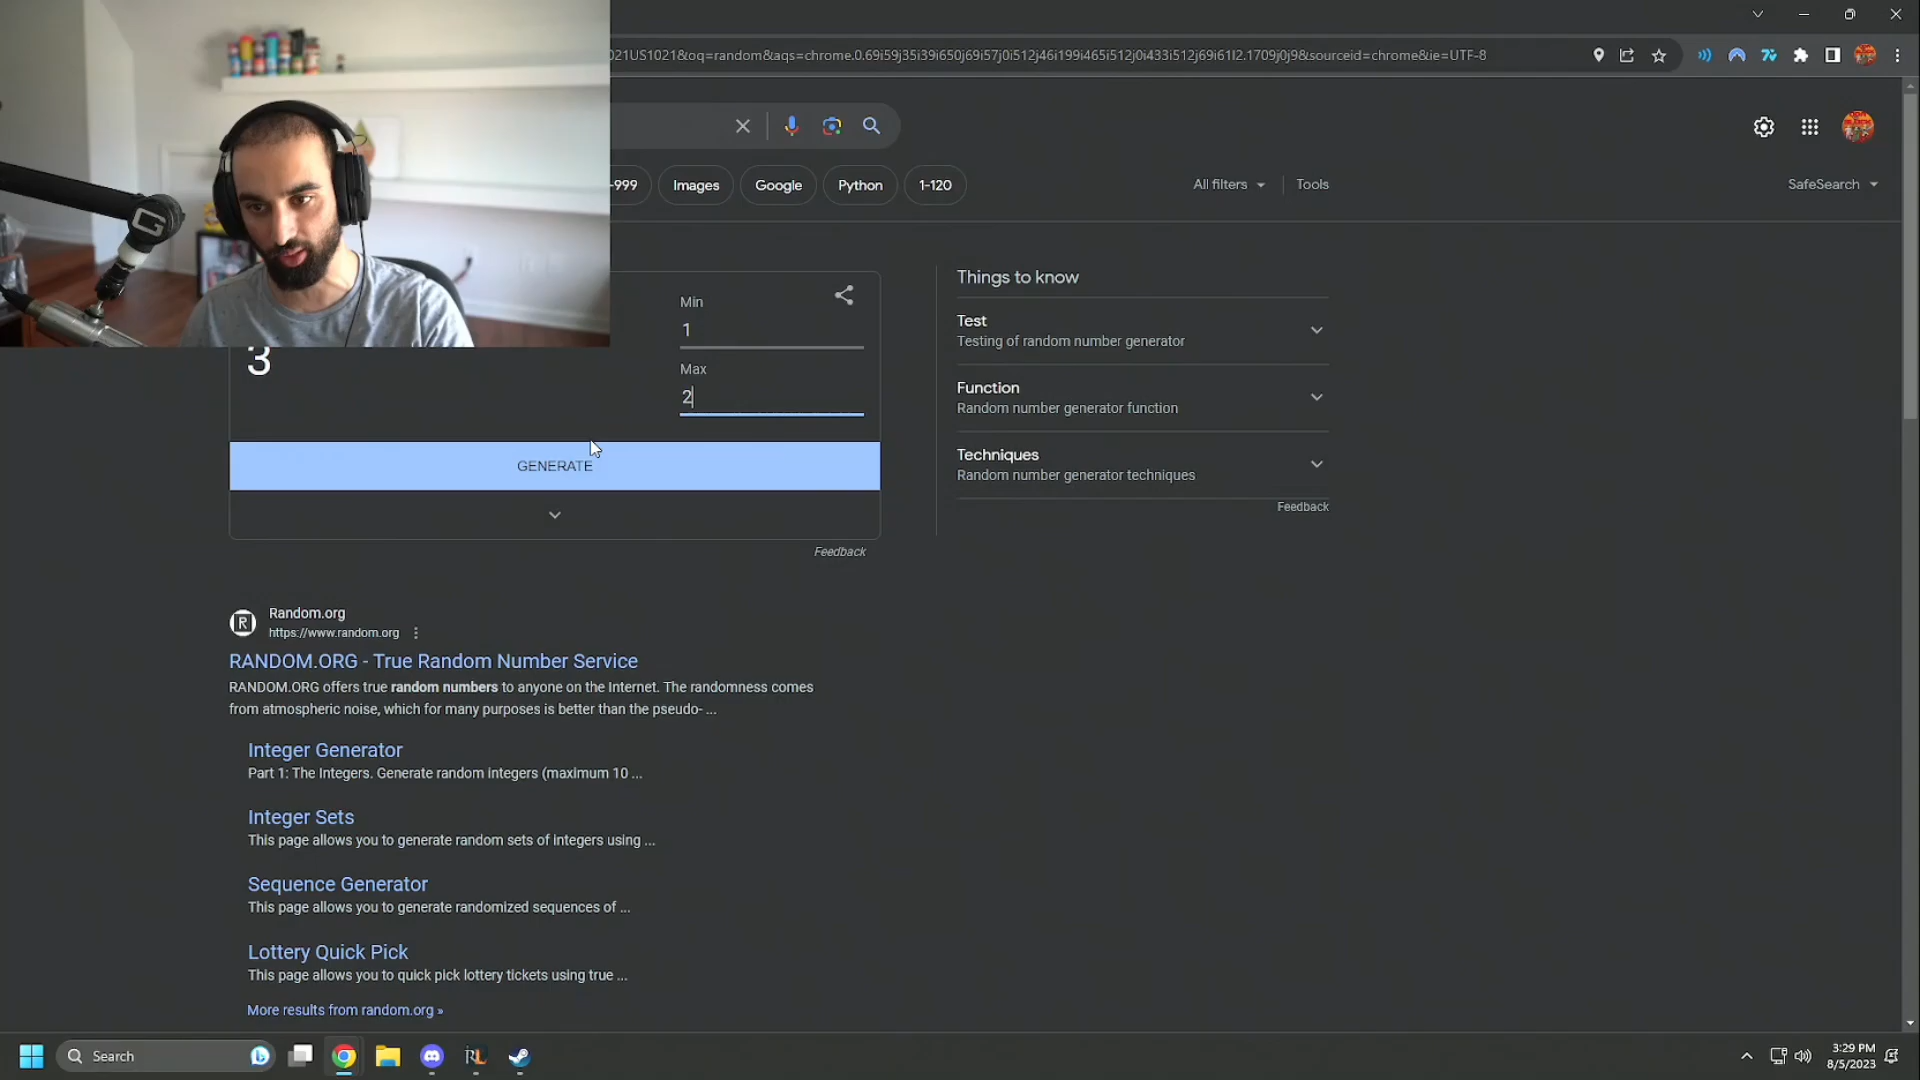 021US1021&oq=random&aqs=chrome.0.69i59j35i39i650j69i57j0i512j46i199i465i512j0i433i512j69i61l2.1709j0j9&sourceid=chrome&ie=UTF-8
-999
Images
Google
Python
1-120
All filters
Tools
SafeSearch
Min
1
3
Max
2
GENERATE
Feedback
Things to know
Test
Testing of random number generator
Function
Random number generator function
Techniques
Random number generator techniques
Feedback
R
Random.org
https://www.random.org
RANDOM.ORG - True Random Number Service
RANDOM.ORG offers true random numbers to anyone on the Internet. The randomness comes
from atmospheric noise, which for many purposes is better than the pseudo- ...
Integer Generator
Part 1: The Integers. Generate random integers (maximum 10 ...
Integer Sets
This page allows you to generate random sets of integers using ...
Sequence Generator
This page allows you to generate randomized sequences of ...
Lottery Quick Pick
This page allows you to quick pick lottery tickets using true ...
More results from random.org »
Search
3:29 PM
8/5/2023